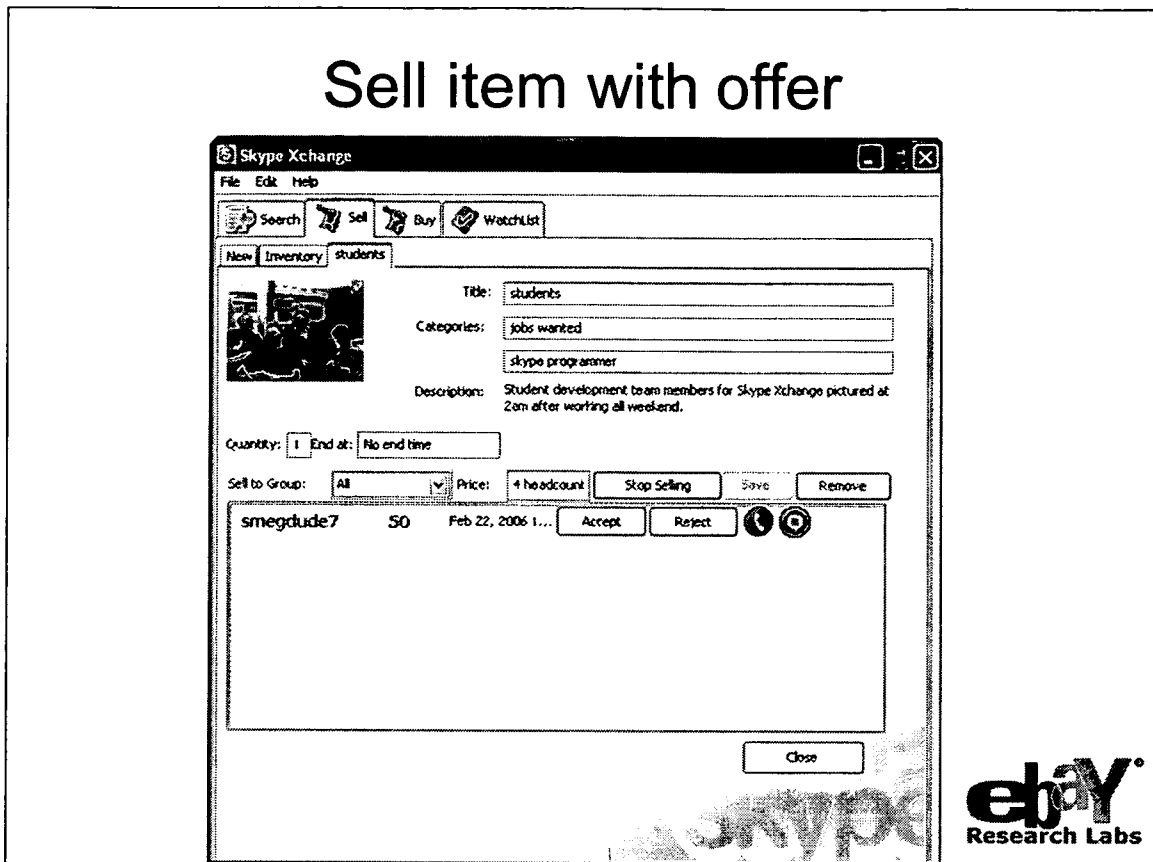 Sell item with offer
Skype Xchange
File Edit Help
Search Sell Buy WatchList
New Inventory students
Title: students
Categories: jobs wanted
skype programmer
Description: Student development team members for Skype Xchange pictured at
2am after working all weekend.
Quantity: 1 End at: No end time
Sell to Group: All Price: 4 headcount Stop Selling Save Remove
smegdude7 50 Feb 22, 2006 1... Accept Reject
Close
skype
ebay®
Research Labs